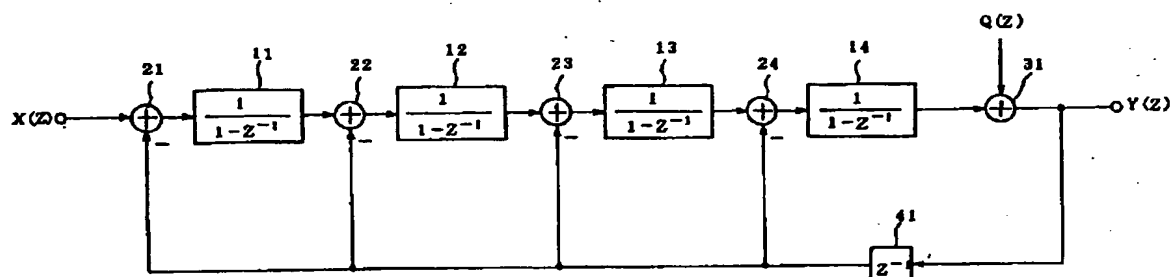 Q(Z)
11
12
13
14
21
22
23
24
31
X(Z)
+
1
1-Z⁻¹
+
1
1-Z⁻¹
+
1
1-Z⁻¹
+
1
1-Z⁻¹
+
Y(Z)
-
-
-
-
41
Z⁻¹